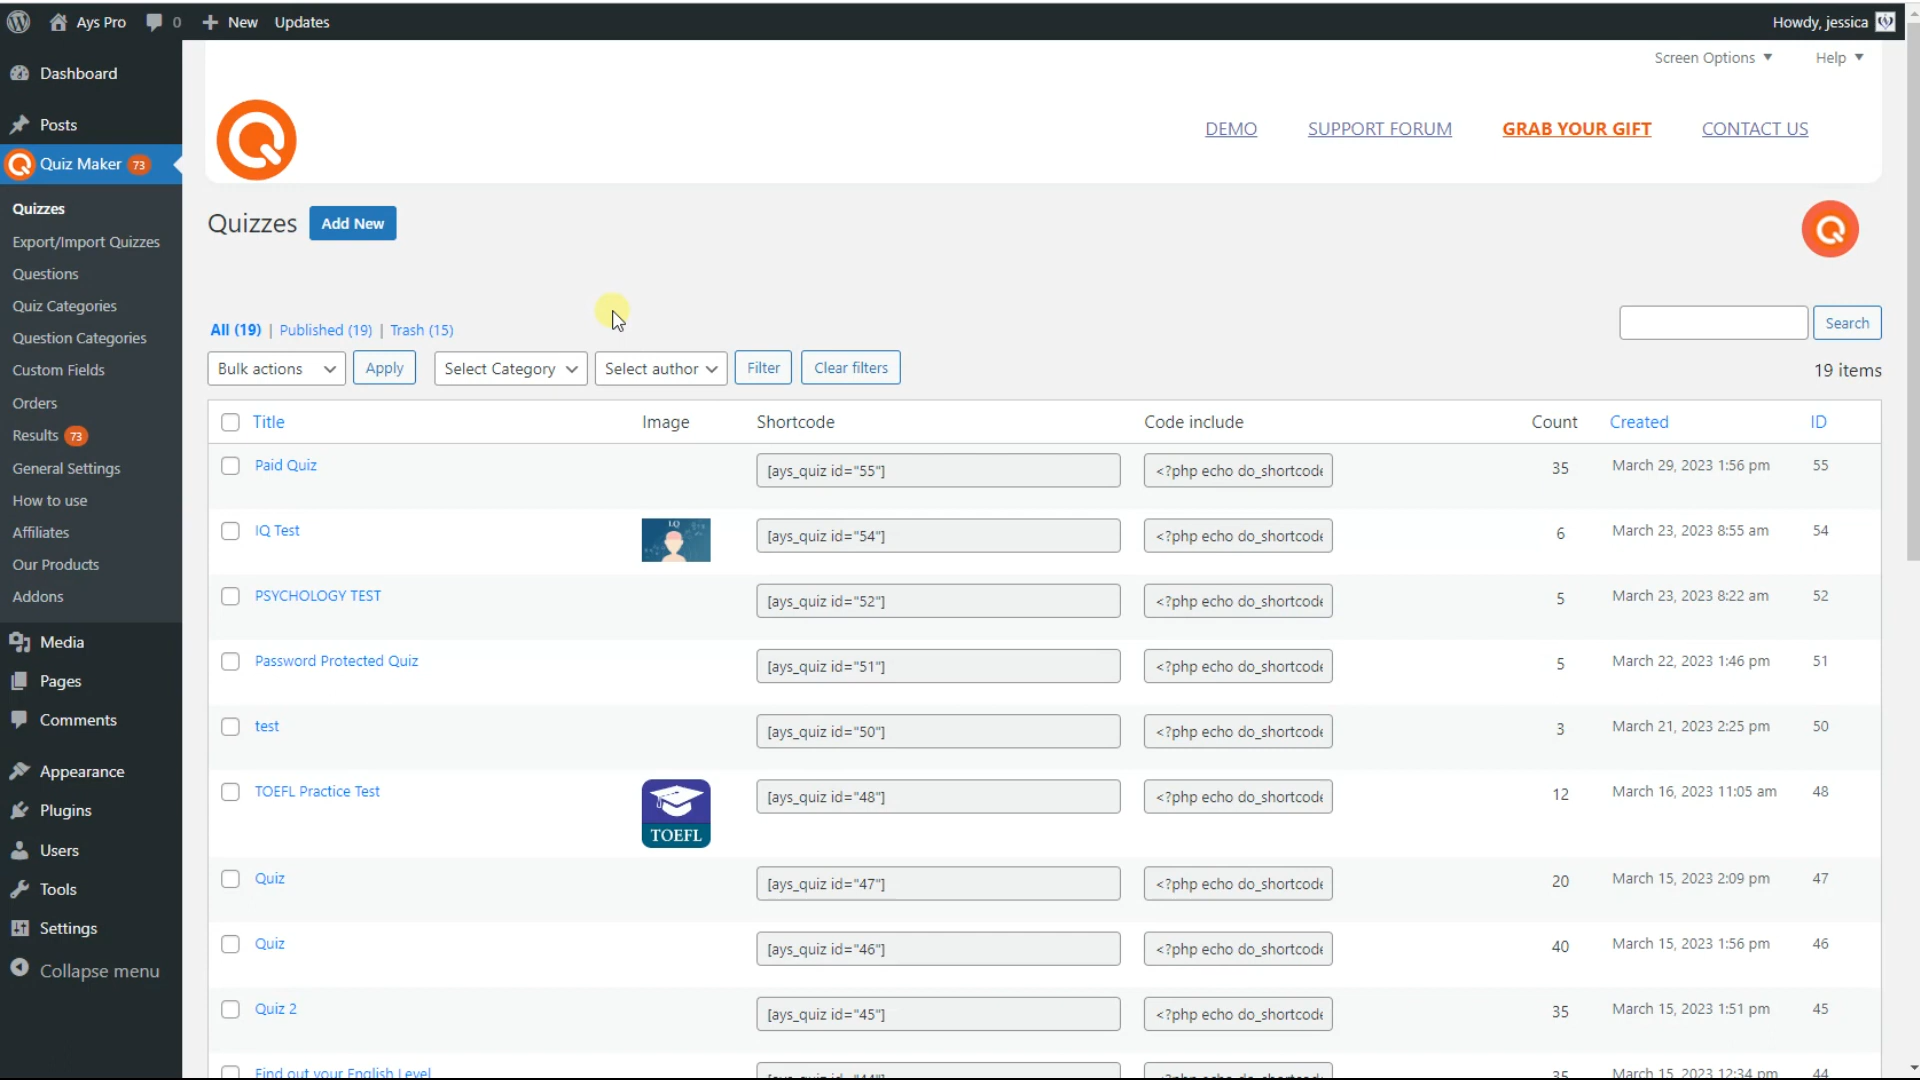 Ays Pro 0 New Updates Howdy, jessica
Dashboard
Posts
Quiz Maker 73
Quizzes
Export/Import Quizzes
Questions
Quiz Categories
Question Categories
Custom Fields
Orders
Results 73
General Settings
How to use
Affiliates
Our Products
Addons
Media
Pages
Comments
Appearance
Plugins
Users
Tools
Settings
Collapse menu
Screen Options Help
DEMO SUPPORT FORUM GRAB YOUR GIFT CONTACT US
Quizzes Add New
All (19) | Published (19) | Trash (15)
Search
Bulk actions Apply Select Category Select author Filter Clear filters 19 items
Title Image Shortcode Code include Count Created ID
Paid Quiz [ays_quiz id="55"] <?php echo do_shortcode 35 March 29, 2023 1:56 pm 55
IQ Test IQ [ays_quiz id="54"] <?php echo do_shortcode 6 March 23, 2023 8:55 am 54
PSYCHOLOGY TEST [ays_quiz id="52"] <?php echo do_shortcode 5 March 23, 2023 8:22 am 52
Password Protected Quiz [ays_quiz id="51"] <?php echo do_shortcode 5 March 22, 2023 1:46 pm 51
test [ays_quiz id="50"] <?php echo do_shortcode 3 March 21, 2023 2:25 pm 50
TOEFL Practice Test TOEFL [ays_quiz id="48"] <?php echo do_shortcode 12 March 16, 2023 11:05 am 48
Quiz [ays_quiz id="47"] <?php echo do_shortcode 20 March 15, 2023 2:09 pm 47
Quiz [ays_quiz id="46"] <?php echo do_shortcode 40 March 15, 2023 1:56 pm 46
Quiz 2 [ays_quiz id="45"] <?php echo do_shortcode 35 March 15, 2023 1:51 pm 45
Find out your English Level [ays_quiz id="44"] <?php echo do_shortcode 35 March 15, 2023 12:34 pm 44